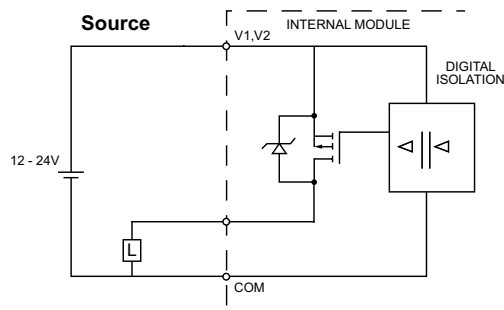 Source
INTERNAL MODULE
V1,V2
DIGITAL
ISOLATION
12 - 24V
L
COM